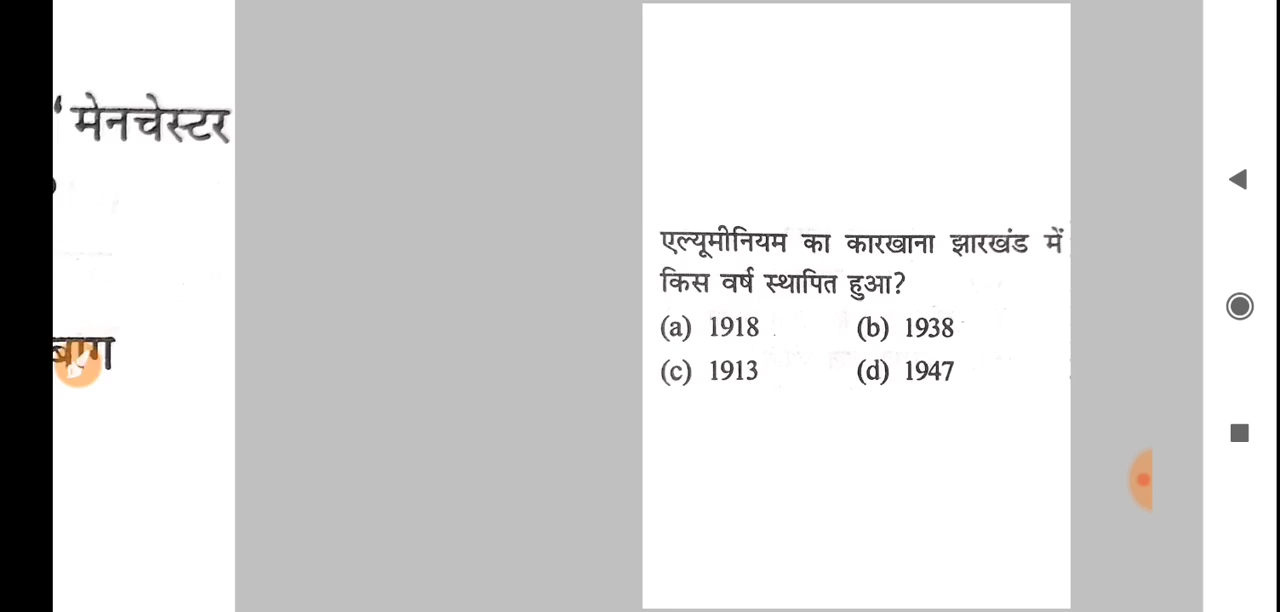 ‘ मेनचेस्टर
एल्यूमीनियम का कारखाना झारखंड में
किस वर्ष स्थापित हुआ?
(a) 1918 (b) 1938
(c) 1913 (d) 1947